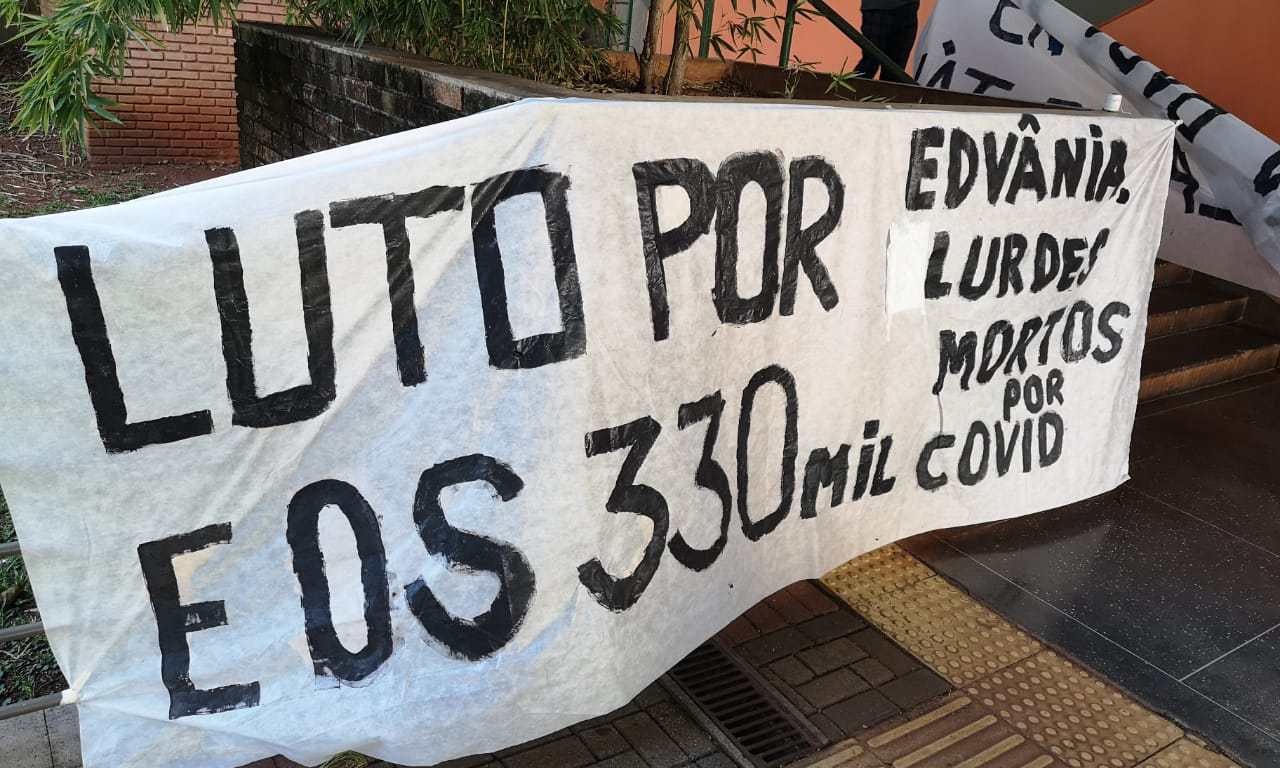 LUTO POR EDVÂNIA.
LURDES
E OS 330 MIL MORTOS
POR
COVID